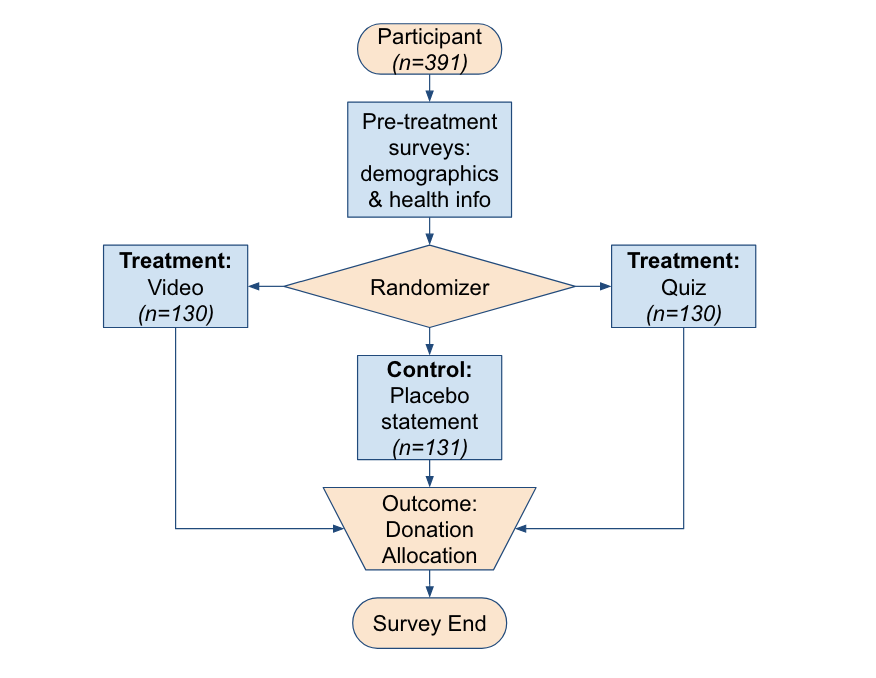 Participant
(n=391)
Pre-treatment
surveys:
demographics
& health info
Treatment:
Video
(n=130)
Randomizer
Treatment:
Quiz
(n=130)
Control:
Placebo
statement
(n=131)
Outcome:
Donation
Allocation
Survey End